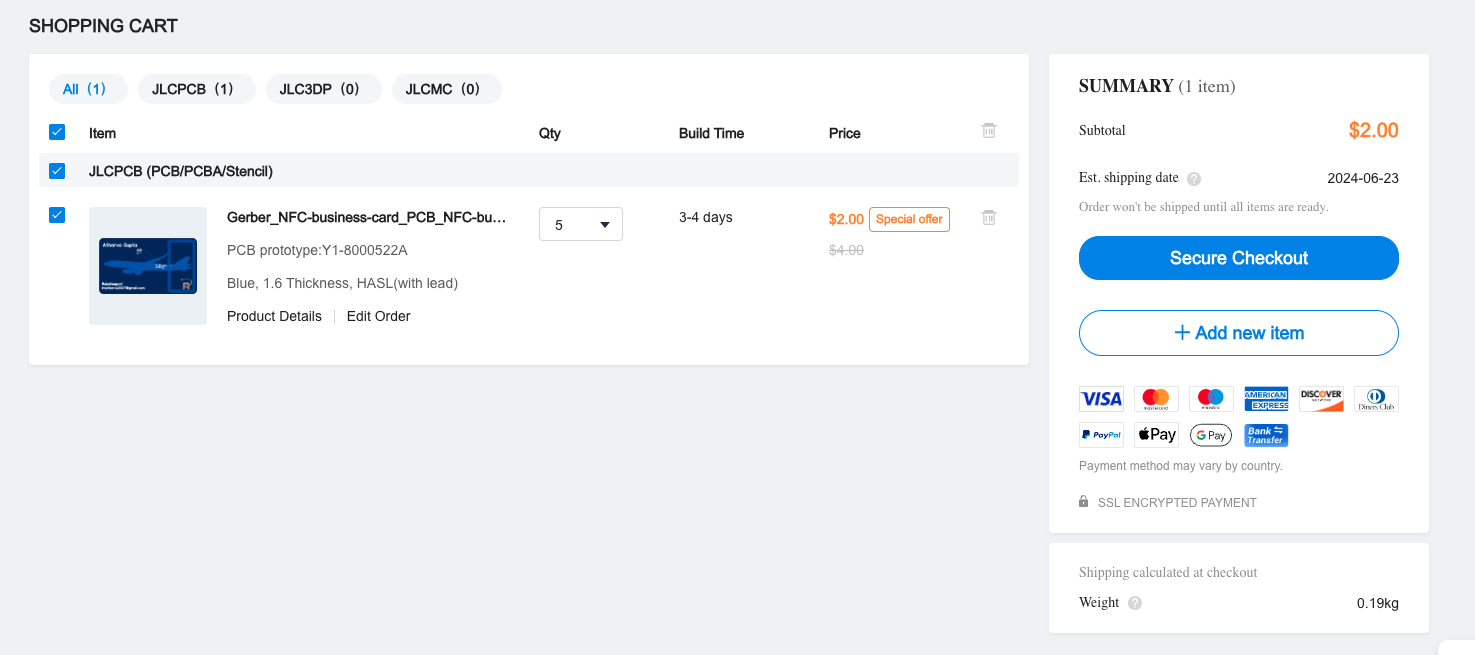 SHOPPING CART
All (1) JLCPCB (1) JLC3DP (0) JLCMC (0)
Item Qty Build Time Price
JLCPCB (PCB/PCBA/Stencil)
Atharva Gupta
Gerber_NFC-business-card_PCB_NFC-bu...
5
3-4 days
$2.00 Special offer
$4.00
PCB prototype:Y1-8000522A
Blue, 1.6 Thickness, HASL(with lead)
Product Details Edit Order
SUMMARY (1 item)
Subtotal $2.00
Est. shipping date ? 2024-06-23
Order won't be shipped until all items are ready.
Secure Checkout
+ Add new item
VISA mastercard maestro AMERICAN EXPRESS DISCOVER NETWORK Diners Club
PayPal Pay G Pay Bank Transfer
Payment method may vary by country.
SSL ENCRYPTED PAYMENT
Shipping calculated at checkout
Weight ? 0.19kg